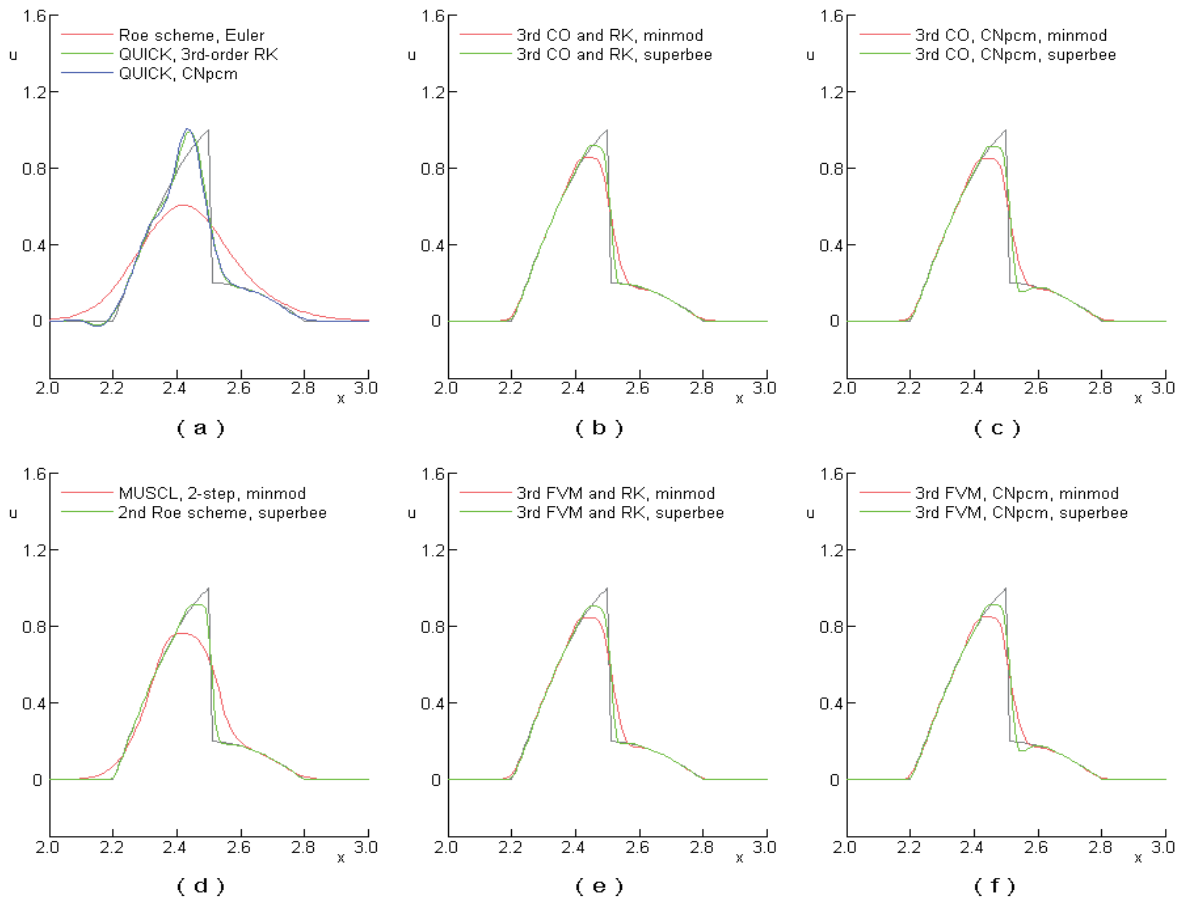 1.6
u
1.2
0.8
0.4
0
2.0 2.2 2.4 2.6 2.8 3.0
x
Roe scheme, Euler
QUICK, 3rd-order RK
QUICK, CNpcm
( a )
1.6
u
1.2
0.8
0.4
0
2.0 2.2 2.4 2.6 2.8 3.0
x
3rd CO and RK, minmod
3rd CO and RK, superbee
( b )
1.6
u
1.2
0.8
0.4
0
2.0 2.2 2.4 2.6 2.8 3.0
x
3rd CO, CNpcm, minmod
3rd CO, CNpcm, superbee
( c )
1.6
u
1.2
0.8
0.4
0
2.0 2.2 2.4 2.6 2.8 3.0
x
MUSCL, 2-step, minmod
2nd Roe scheme, superbee
( d )
1.6
u
1.2
0.8
0.4
0
2.0 2.2 2.4 2.6 2.8 3.0
x
3rd FVM and RK, minmod
3rd FVM and RK, superbee
( e )
1.6
u
1.2
0.8
0.4
0
2.0 2.2 2.4 2.6 2.8 3.0
x
3rd FVM, CNpcm, minmod
3rd FVM, CNpcm, superbee
( f )